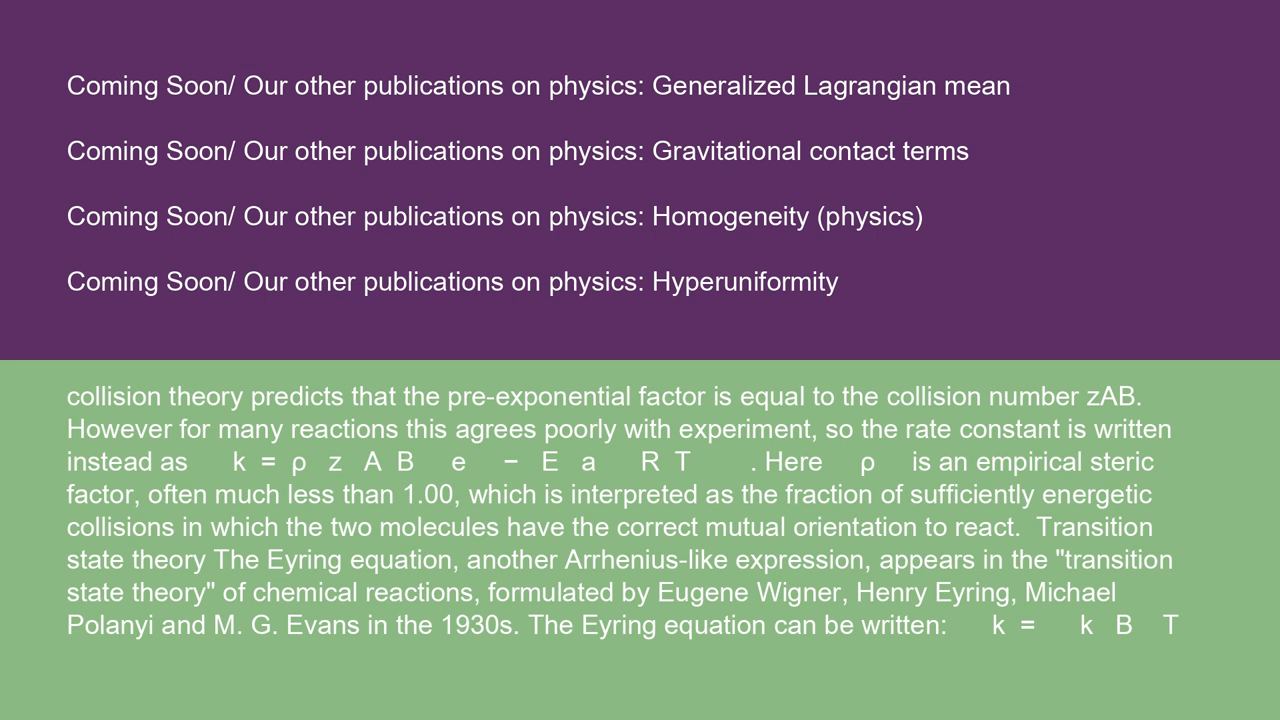 Coming Soon/ Our other publications on physics: Generalized Lagrangian mean
Coming Soon/ Our other publications on physics: Gravitational contact terms
Coming Soon/ Our other publications on physics: Homogeneity (physics)
Coming Soon/ Our other publications on physics: Hyperuniformity
collision theory predicts that the pre-exponential factor is equal to the collision number zAB.
However for many reactions this agrees poorly with experiment, so the rate constant is written
instead as k = ρ z A B e − E a R T . Here ρ is an empirical steric
factor, often much less than 1.00, which is interpreted as the fraction of sufficiently energetic
collisions in which the two molecules have the correct mutual orientation to react. Transition
state theory The Eyring equation, another Arrhenius-like expression, appears in the "transition
state theory" of chemical reactions, formulated by Eugene Wigner, Henry Eyring, Michael
Polanyi and M. G. Evans in the 1930s. The Eyring equation can be written: k = k B T